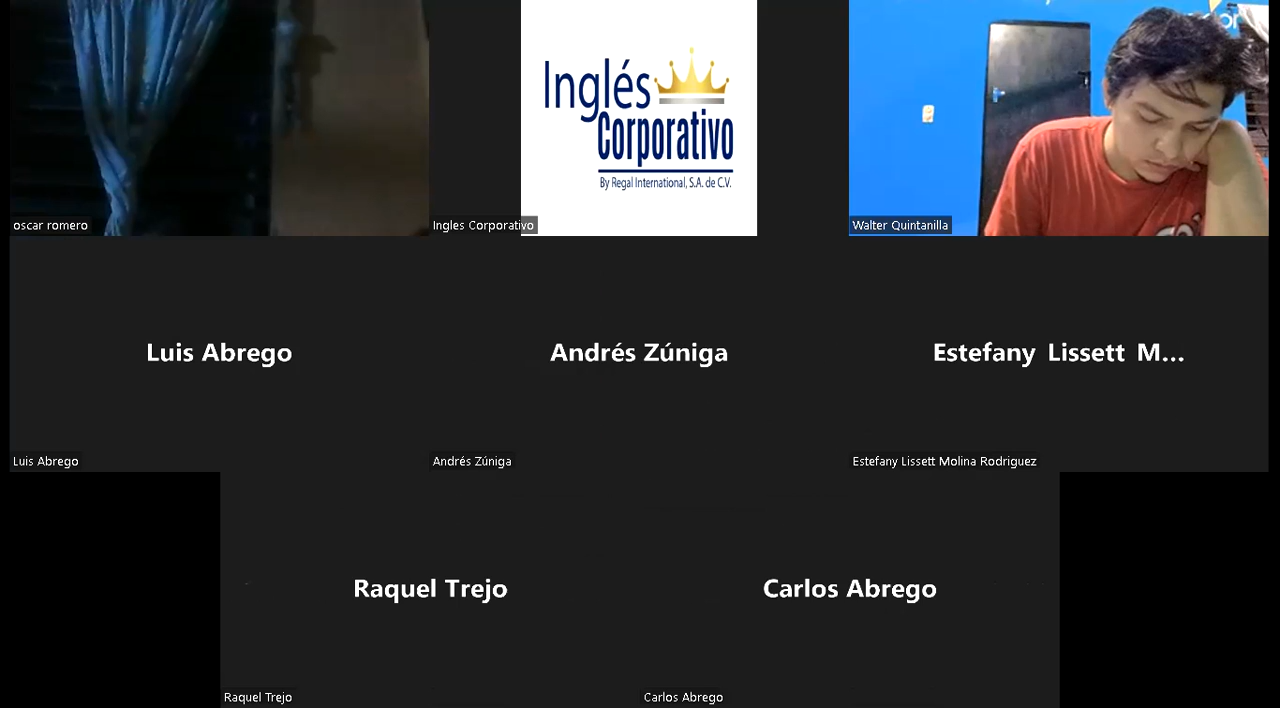 Inglés
Corporativo
By Regal International, S.A. de C.V.
oscar romero
Ingles Corporativo
Walter Quintanilla
Luis Abrego
Andrés Zúniga
Estefany Lissett M...
Luis Abrego
Andrés Zúniga
Estefany Lissett Molina Rodriguez
Raquel Trejo
Carlos Abrego
Raquel Trejo
Carlos Abrego